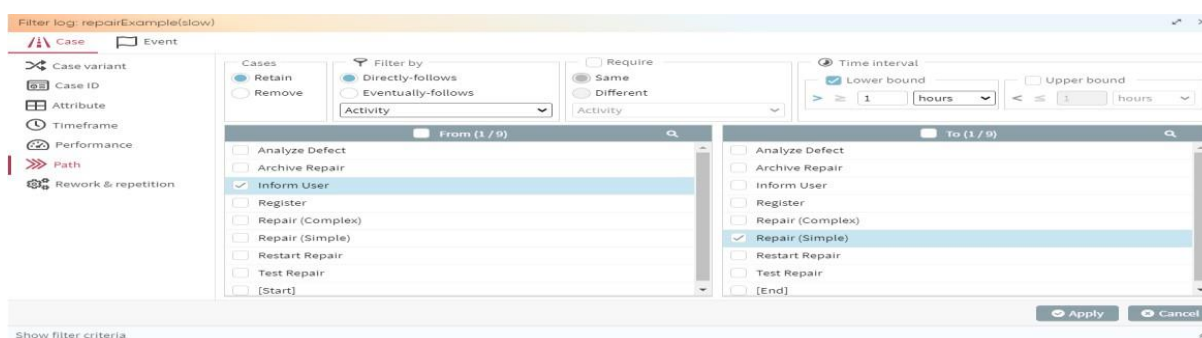 Filter log: repairExample(slow)
Case Event
Case variant
Case ID
Attribute
Timeframe
Performance
Path
Rework & repetition
Cases
Retain
Remove
Filter by
Directly-follows
Eventually-follows
Activity
Require
Same
Different
Activity
Time interval
Lower bound
> ≥ 1 hours
Upper bound
< ≤ 1 hours
From (1 / 9)
Analyze Defect
Archive Repair
Inform User
Register
Repair (Complex)
Repair (Simple)
Restart Repair
Test Repair
[Start]
To (1 / 9)
Analyze Defect
Archive Repair
Inform User
Register
Repair (Complex)
Repair (Simple)
Restart Repair
Test Repair
[End]
Apply Cancel
Show filter criteria